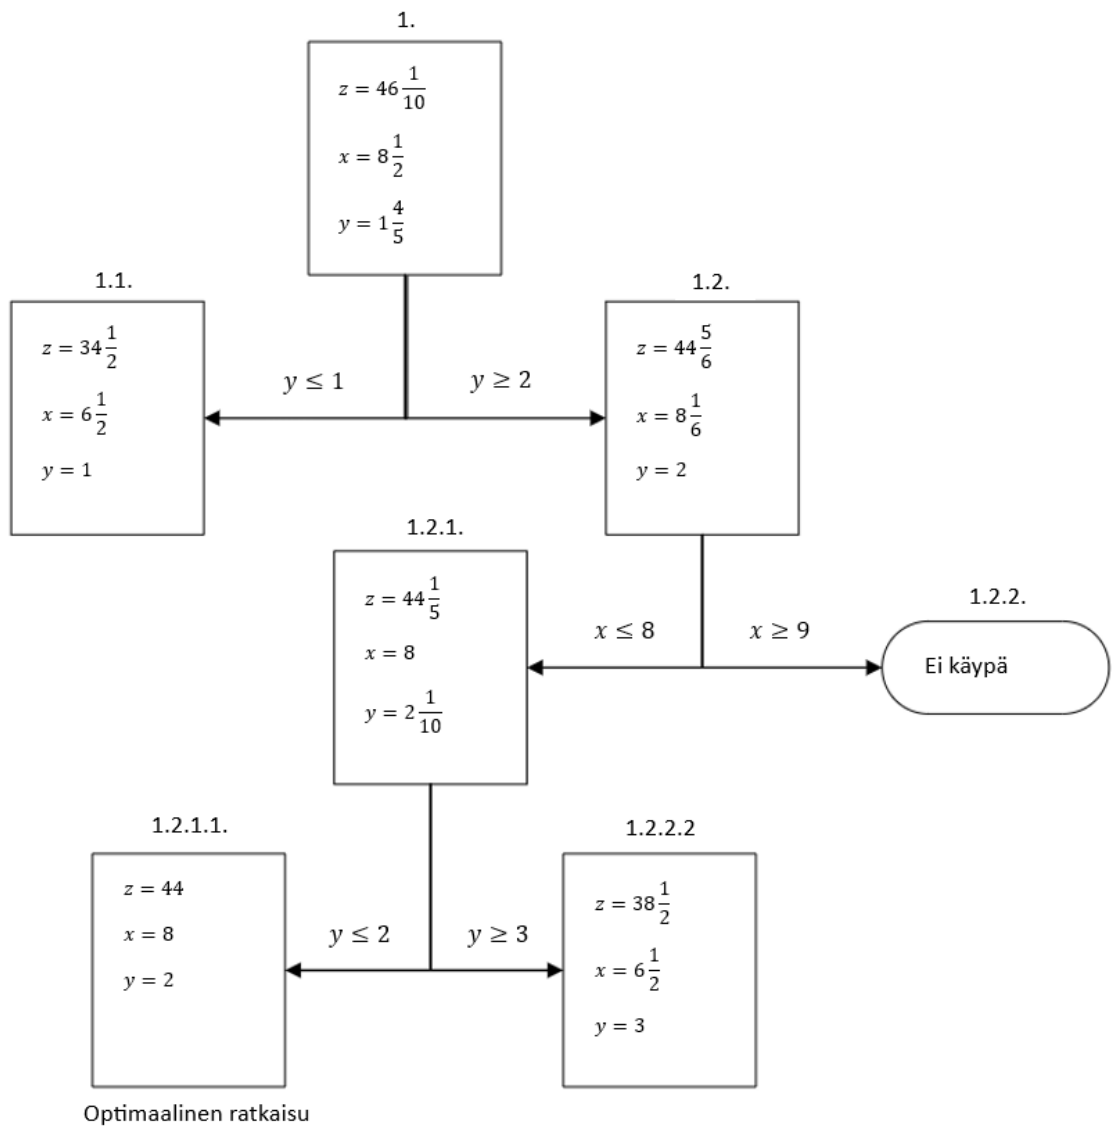 1.
z = 46 1/10
x = 8 1/2
y = 1 4/5
1.1.
z = 34 1/2
x = 6 1/2
y = 1
y ≤ 1
y ≥ 2
1.2.
z = 44 5/6
x = 8 1/6
y = 2
1.2.1.
z = 44 1/5
x = 8
y = 2 1/10
x ≤ 8
x ≥ 9
1.2.2.
Ei käypä
1.2.1.1.
z = 44
x = 8
y = 2
y ≤ 2
y ≥ 3
1.2.2.2
z = 38 1/2
x = 6 1/2
y = 3
Optimaalinen ratkaisu